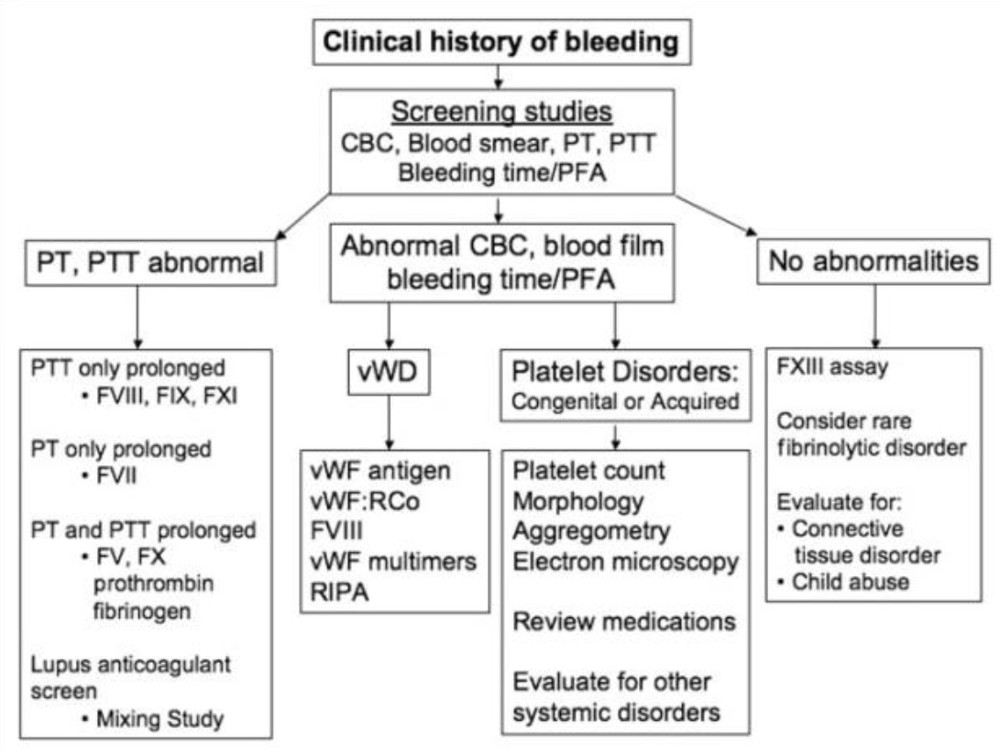 Clinical history of bleeding
Screening studies
CBC, Blood smear, PT, PTT
Bleeding time/PFA
PT, PTT abnormal
Abnormal CBC, blood film
bleeding time/PFA
No abnormalities
PTT only prolonged
• FVIII, FIX, FXI
PT only prolonged
• FVII
PT and PTT prolonged
• FV, FX
prothrombin
fibrinogen
Lupus anticoagulant
screen
• Mixing Study
vWD
vWF antigen
vWF:RCo
FVIII
vWF multimers
RIPA
Platelet Disorders:
Congenital or Acquired
Platelet count
Morphology
Aggregometry
Electron microscopy
Review medications
Evaluate for other
systemic disorders
FXIII assay
Consider rare
fibrinolytic disorder
Evaluate for:
• Connective
tissue disorder
• Child abuse